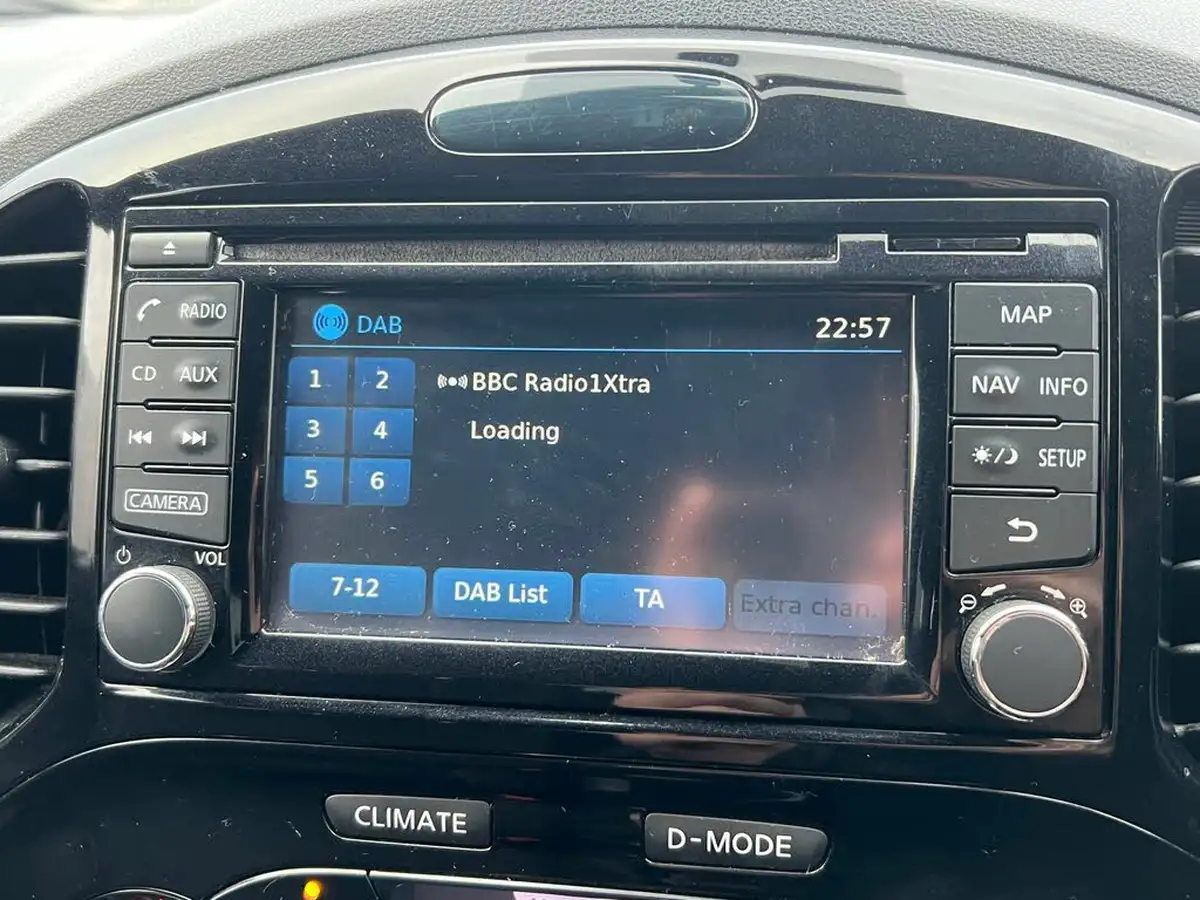 RADIO
CD AUX
CAMERA
VOL
DAB 22:57
1 2 BBC Radio1Xtra
3 4 Loading
5 6
7-12 DAB List TA Extra chan.
MAP
NAV INFO
SETUP
CLIMATE
D-MODE